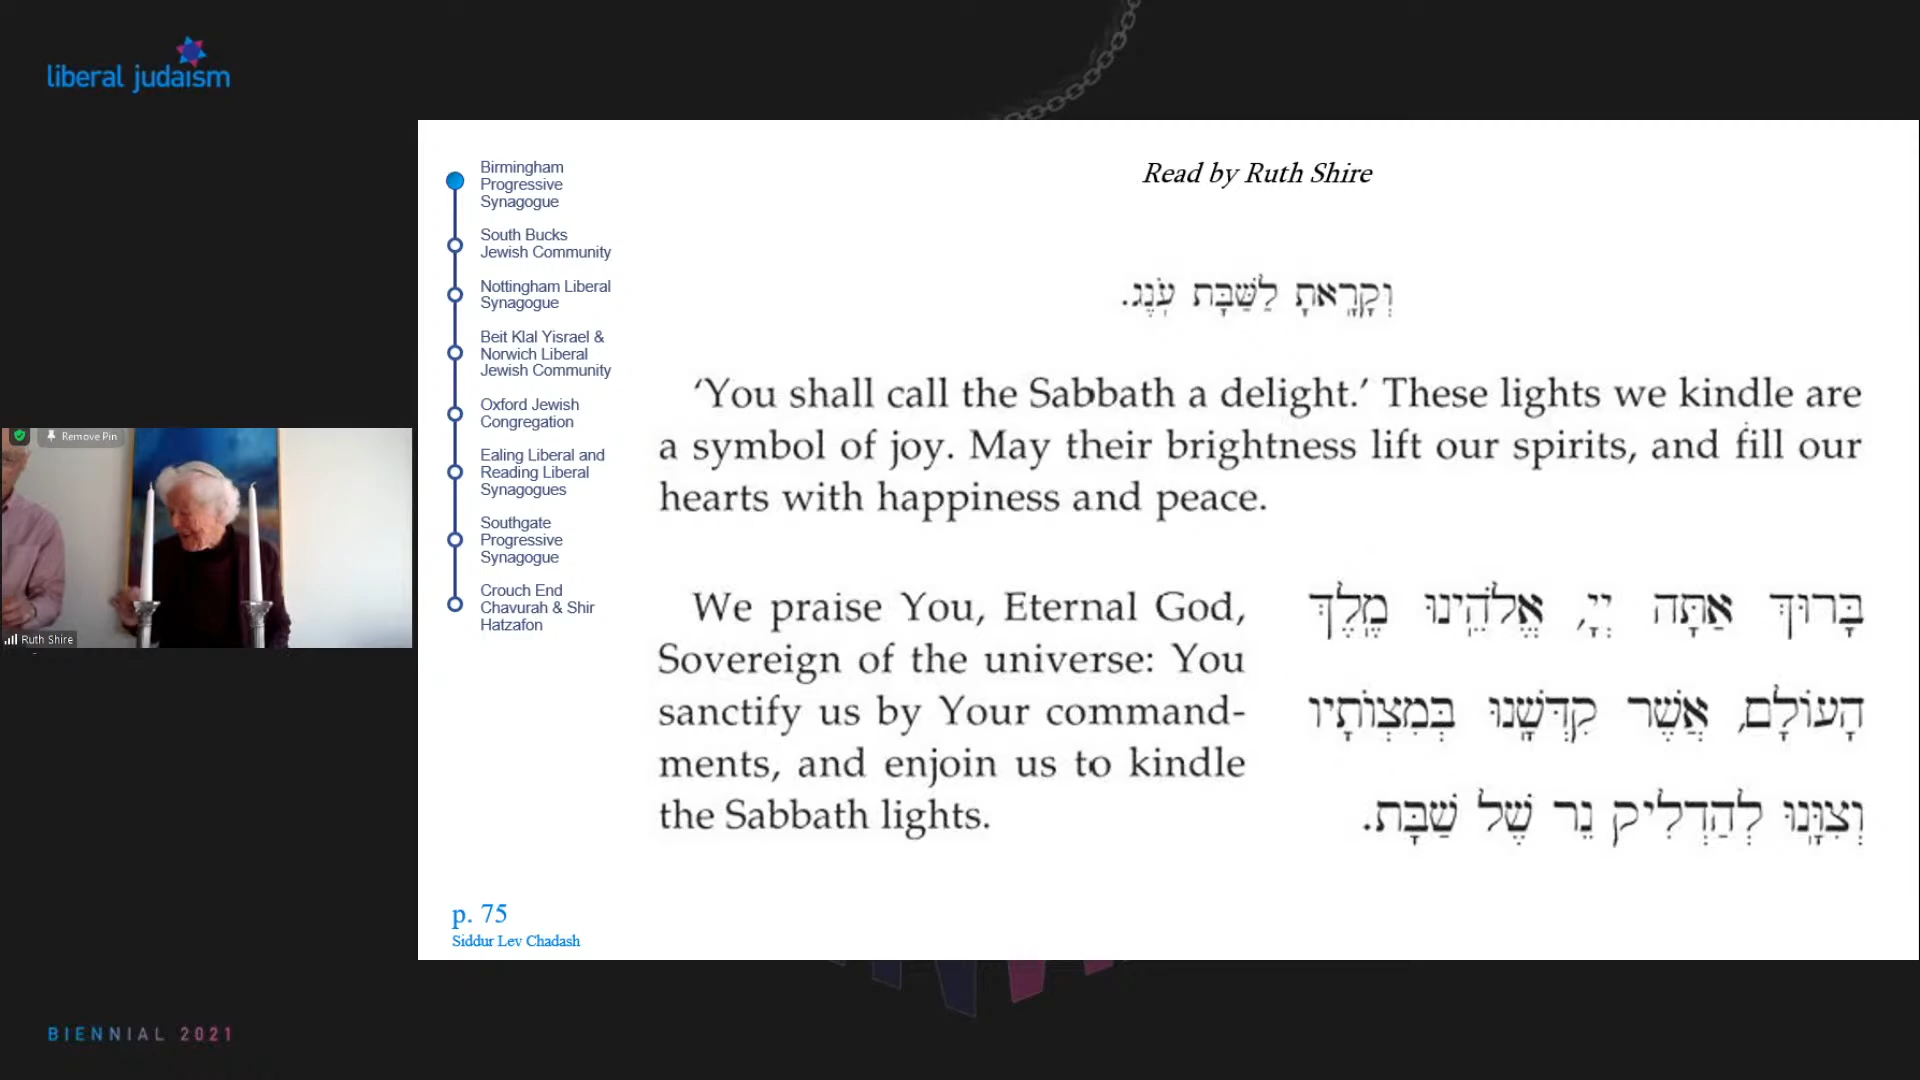 liberal judaism
Birmingham
Progressive
Synagogue
South Bucks
Jewish Community
Nottingham Liberal
Synagogue
Beit Klal Yisrael &
Norwich Liberal
Jewish Community
Oxford Jewish
Congregation
Ealing Liberal and
Reading Liberal
Synagogues
Southgate
Progressive
Synagogue
Crouch End
Chavurah & Shir
Hatzafon
Remove Pin
Ruth Shire
Read by Ruth Shire
וְקָרָאתָ לַשַּׁבָּת עֹנֶג.
‘You shall call the Sabbath a delight.’ These lights we kindle are
a symbol of joy. May their brightness lift our spirits, and fill our
hearts with happiness and peace.
We praise You, Eternal God,
Sovereign of the universe: You
sanctify us by Your command-
ments, and enjoin us to kindle
the Sabbath lights.
בָּרוּךְ אַתָּה יְיָ, אֱלֹהֵינוּ מֶלֶךְ
הָעוֹלָם, אֲשֶׁר קִדְּשָׁנוּ בְּמִצְוֹתָיו
וְצִוָּנוּ לְהַדְלִיק נֵר שֶׁל שַׁבָּת.
p. 75
Siddur Lev Chadash
BIENNIAL 2021